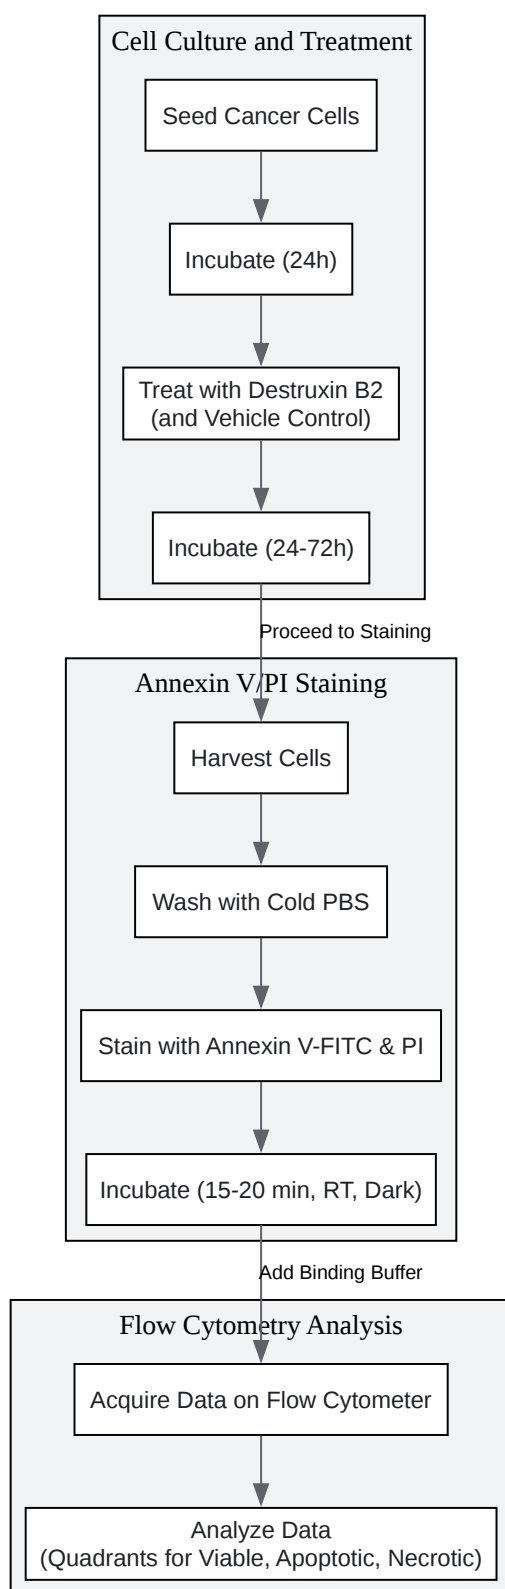 Cell Culture and Treatment
Seed Cancer Cells
Incubate (24h)
Treat with Destruxin B2
(and Vehicle Control)
Incubate (24-72h)
Proceed to Staining
Annexin V/PI Staining
Harvest Cells
Wash with Cold PBS
Stain with Annexin V-FITC & PI
Incubate (15-20 min, RT, Dark)
Add Binding Buffer
Flow Cytometry Analysis
Acquire Data on Flow Cytometer
Analyze Data
(Quadrants for Viable, Apoptotic, Necrotic)